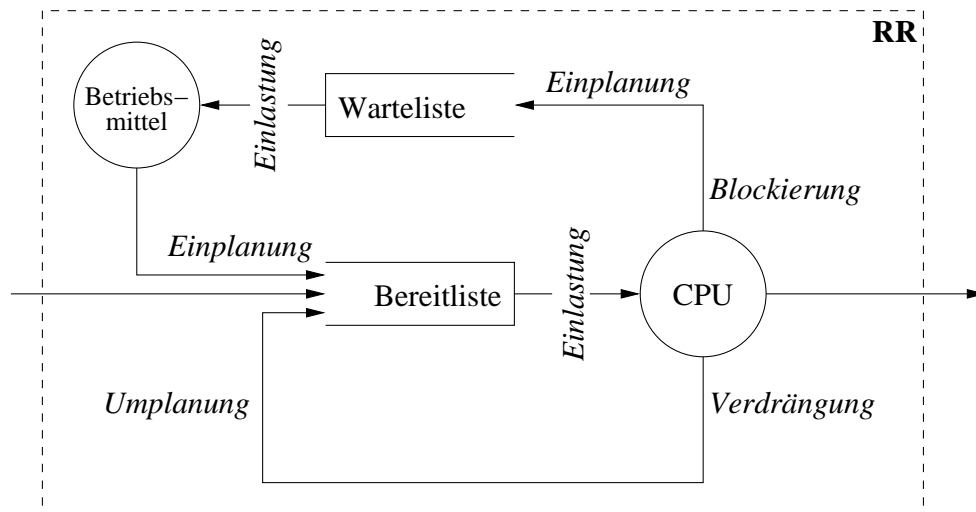 RR
Betriebs−
mittel
Einlastung
Warteliste
Einplanung
Blockierung
Einplanung
Bereitliste
Einlastung
CPU
Umplanung
Verdrängung